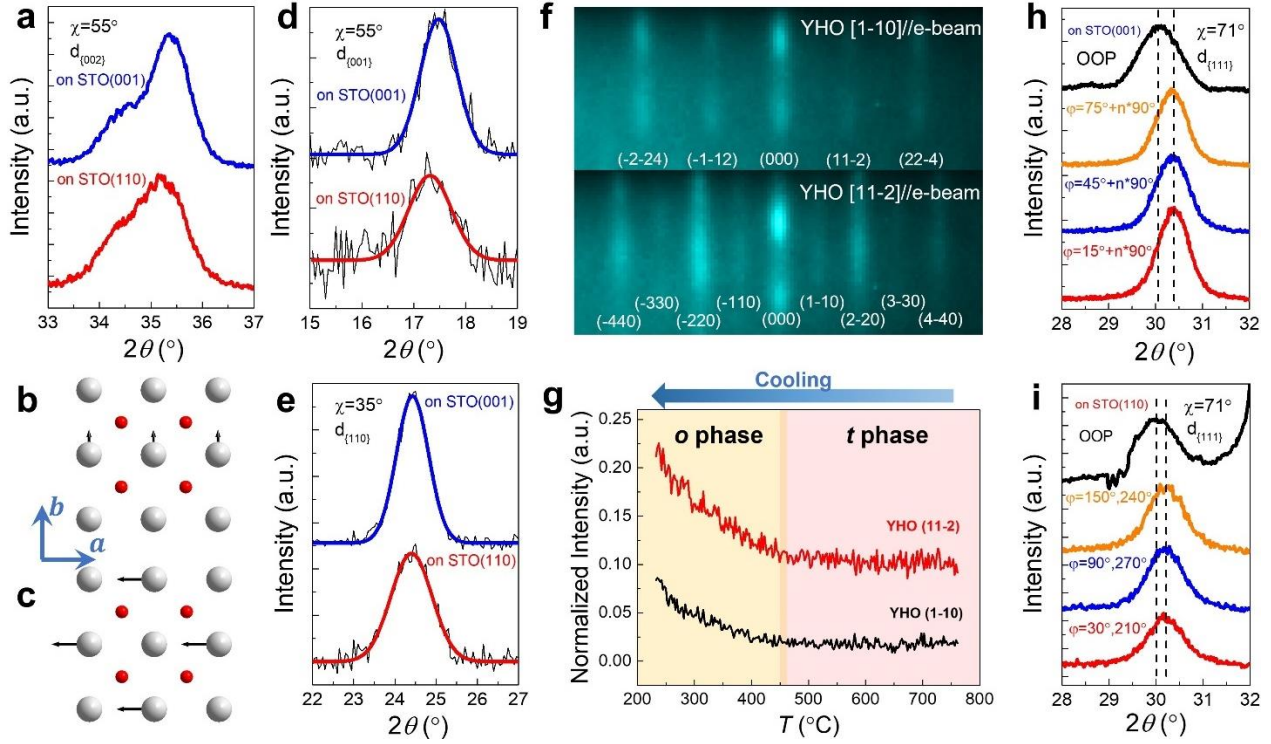 a
χ=55°
d{002}
on STO(001)
on STO(110)
Intensity (a.u.)
33 34 35 36 37
2θ (°)
b
b
a
c
d
χ=55°
d{001}
on STO(001)
on STO(110)
Intensity (a.u.)
15 16 17 18 19
2θ (°)
e
χ=35°
d{110}
on STO(001)
on STO(110)
Intensity (a.u.)
22 23 24 25 26 27
2θ (°)
f
YHO [1-10]//e-beam
(-2-24) (-1-12) (000) (11-2) (22-4)
YHO [11-2]//e-beam
(-330) (-110) (1-10) (3-30)
(-440) (-220) (000) (2-20) (4-40)
g
Cooling
Normalized Intensity (a.u.)
0.25
0.20
0.15
0.10
0.05
0.00
o phase
t phase
YHO (11-2)
YHO (1-10)
200 300 400 500 600 700 800
T (°C)
h
on STO(001)
χ=71°
OOP
d{111}
φ=75°+n*90°
φ=45°+n*90°
φ=15°+n*90°
Intensity (a.u.)
28 29 30 31 32
2θ (°)
i
on STO(110)
χ=71°
OOP
d{111}
φ=150°,240°
φ=90°,270°
φ=30°,210°
Intensity (a.u.)
28 29 30 31 32
2θ (°)